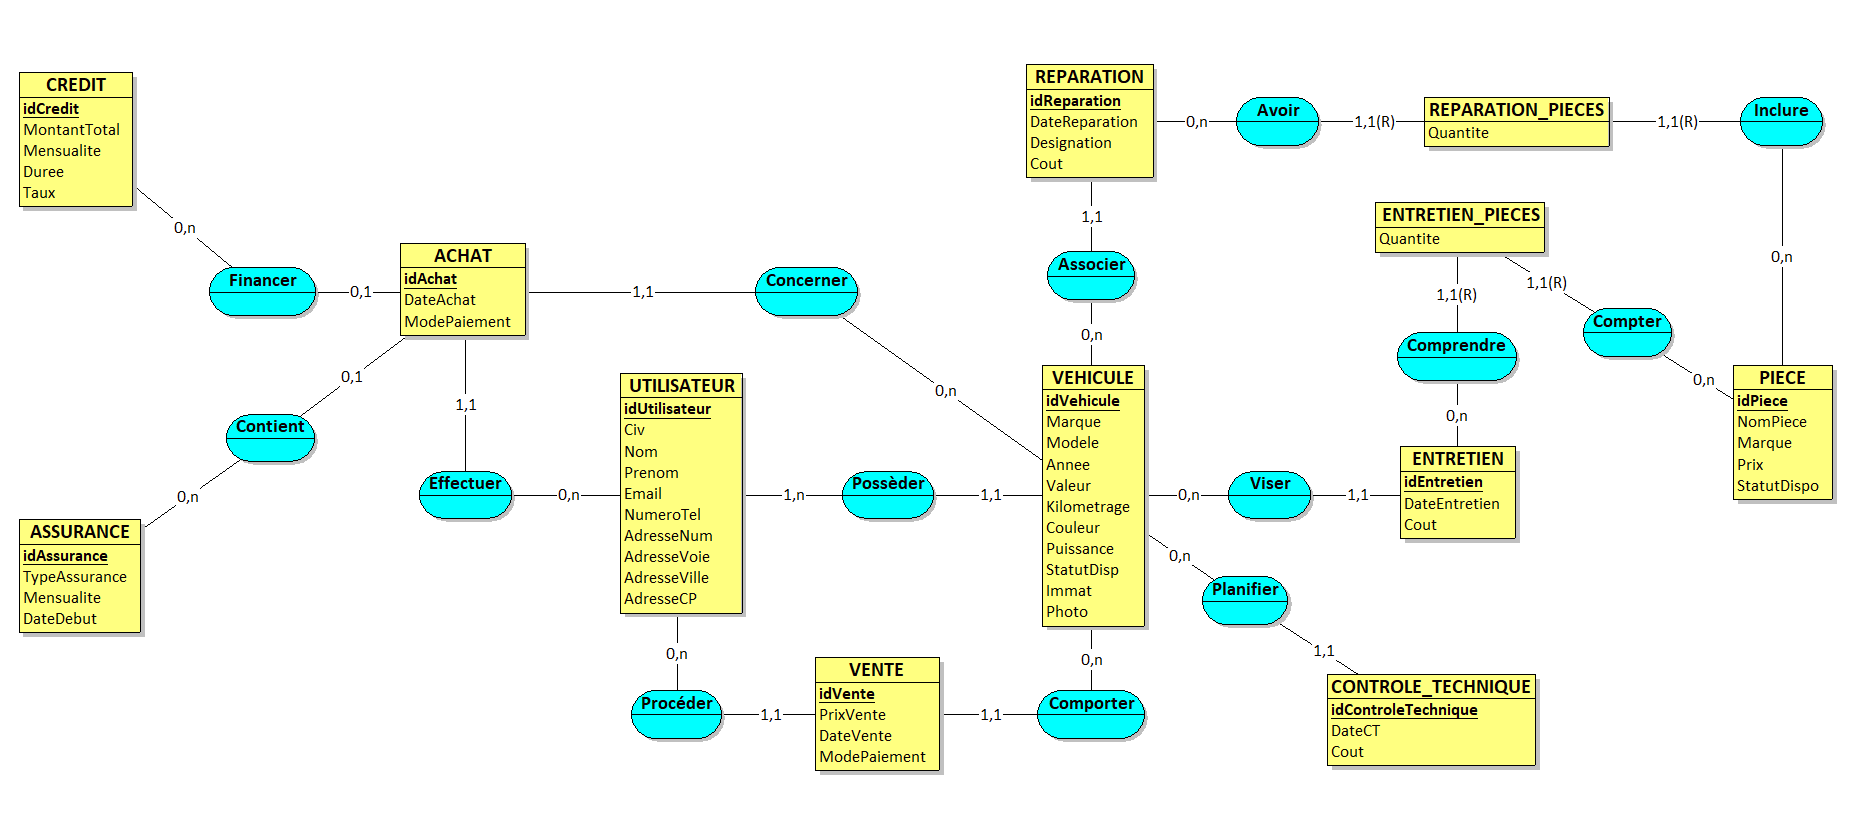 CREDIT
idCredit
MontantTotal
Mensualite
Duree
Taux
0,n
Financer
0,1
ACHAT
idAchat
DateAchat
ModePaiement
1,1
Concerner
0,n
0,1
Contient
0,n
ASSURANCE
idAssurance
TypeAssurance
Mensualite
DateDebut
1,1
Effectuer
0,n
UTILISATEUR
idUtilisateur
Civ
Nom
Prenom
Email
NumeroTel
AdresseNum
AdresseVoie
AdresseVille
AdresseCP
1,n
Possèder
1,1
0,n
Procéder
1,1
VENTE
idVente
PrixVente
DateVente
ModePaiement
1,1
Comporter
0,n
REPARATION
idReparation
DateReparation
Designation
Cout
0,n
Avoir
1,1(R)
REPARATION_PIECES
Quantite
1,1(R)
Inclure
0,n
1,1
Associer
0,n
VEHICULE
idVehicule
Marque
Modele
Annee
Valeur
Kilometrage
Couleur
Puissance
StatutDisp
Immat
Photo
ENTRETIEN_PIECES
Quantite
1,1(R)
Compter
0,n
1,1(R)
Comprendre
0,n
PIECE
idPiece
NomPiece
Marque
Prix
StatutDispo
0,n
Viser
1,1
ENTRETIEN
idEntretien
DateEntretien
Cout
0,n
Planifier
1,1
CONTROLE_TECHNIQUE
idControleTechnique
DateCT
Cout